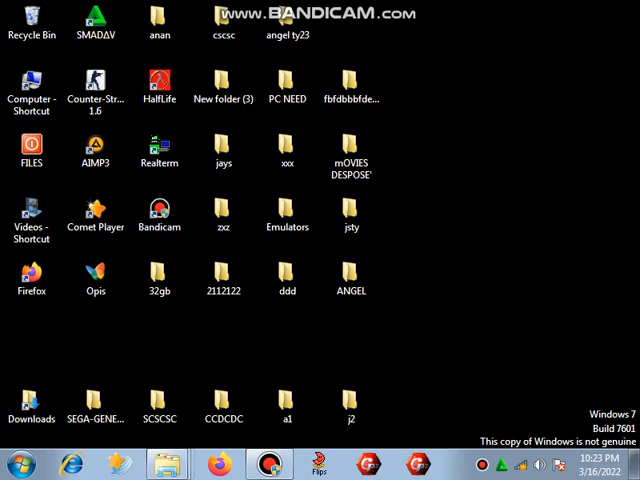 www.BANDICAM.com
Recycle Bin
SMADAV
anan
cscsc
angel ty23
Computer -
Shortcut
Counter-Str...
1.6
HalfLife
New folder (3)
PC NEED
fbfdbbbfde...
FILES
AIMP3
Realterm
jays
xxx
mOVIES
DESPOSE'
Videos -
Shortcut
Comet Player
Bandicam
zxz
Emulators
jsty
Firefox
Opis
32gb
2112122
ddd
ANGEL
Downloads
SEGA-GENE...
SCSCSC
CCDCDC
a1
j2
Windows 7
Build 7601
This copy of Windows is not genuine
Flips
10:23 PM
3/16/2022